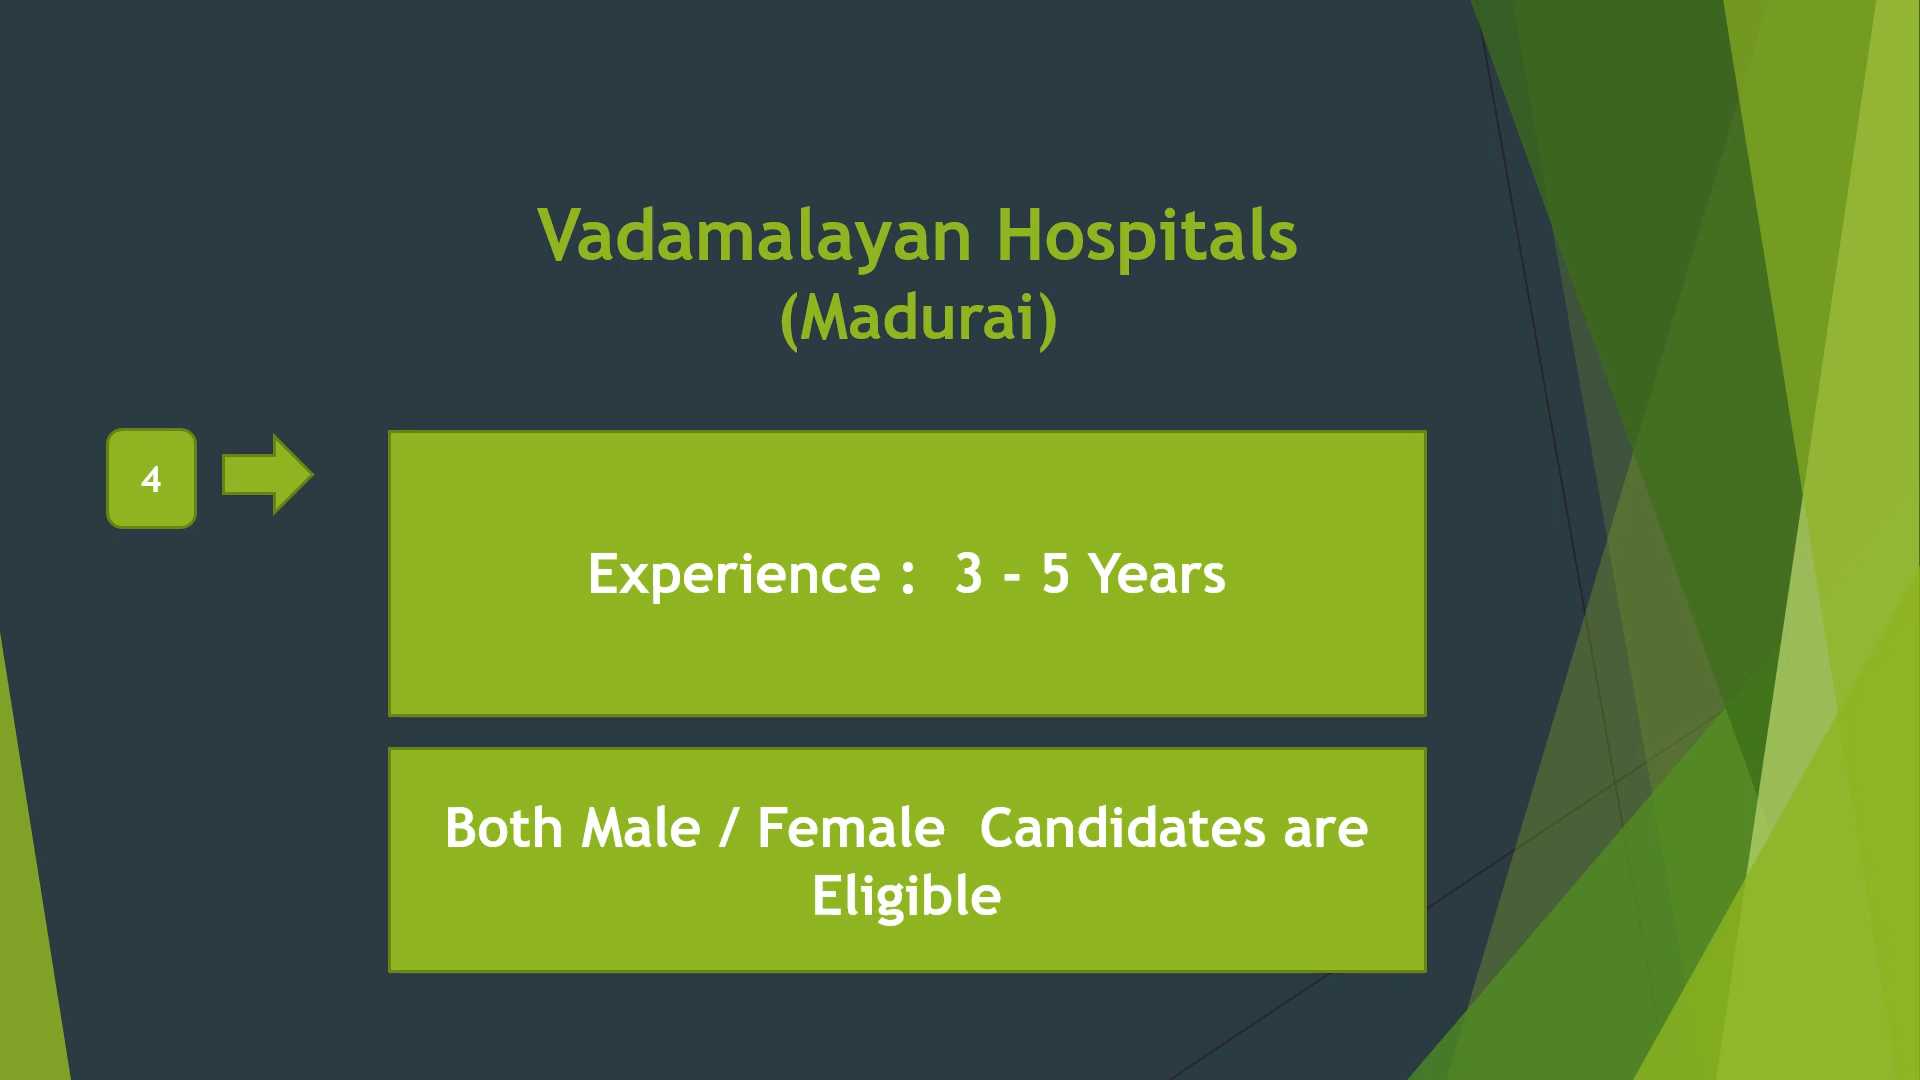 Vadamalayan Hospitals
(Madurai)
4
Experience :  3 - 5 Years
Both Male / Female  Candidates are
Eligible